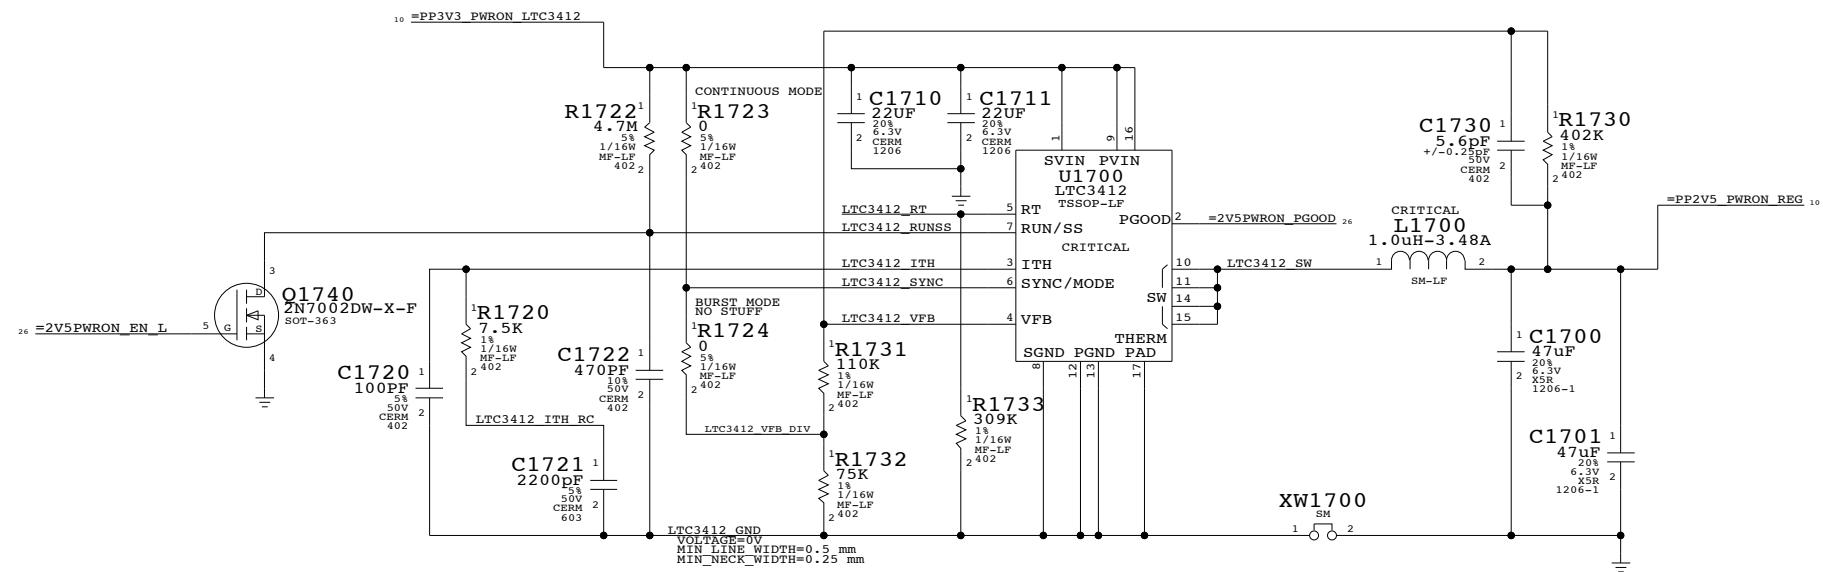 10 =PP3V3_PWRON_LTC3412
CONTINUOUS MODE
R1722
4.7M
5%
1/16W
MF-LF
402
1
2
R1723
0
5%
1/16W
MF-LF
402
1
2
C1710
22UF
20%
6.3V
CERM
1206
1
2
C1711
22UF
20%
6.3V
CERM
1206
1
2
C1730
5.6pF
+/-0.25pF
50V
CERM
402
1
2
R1730
402K
1%
1/16W
MF-LF
402
1
2
1 9 16
SVIN PVIN
U1700
LTC3412
TSSOP-LF
CRITICAL
LTC3412_RT 5 RT
LTC3412_RUNSS 7 RUN/SS
LTC3412_ITH 3 ITH
LTC3412_SYNC 6 SYNC/MODE
LTC3412_VFB 4 VFB
PGOOD 2 =2V5PWRON_PGOOD 26
SW
10 LTC3412_SW
11
14
15
THERM
SGND PGND PAD
8 12 13 17
CRITICAL
L1700
1.0uH-3.48A
1 2
SM-LF
=PP2V5_PWRON_REG 10
3
D
Q1740
2N7002DW-X-F
SOT-363
26 =2V5PWRON_EN_L 5 G S
4
R1720
7.5K
1%
1/16W
MF-LF
402
1
2
BURST MODE
NO STUFF
R1724
0
5%
1/16W
MF-LF
402
1
2
C1720
100PF
5%
50V
CERM
402
1
2
C1722
470PF
10%
50V
CERM
402
1
2
R1731
110K
1%
1/16W
MF-LF
402
1
2
C1700
47uF
20%
6.3V
X5R
1206-1
1
2
LTC3412_ITH_RC
LTC3412_VFB_DIV
R1733
309K
1%
1/16W
MF-LF
402
1
2
C1721
2200pF
5%
50V
CERM
603
1
2
R1732
75K
1%
1/16W
MF-LF
402
1
2
C1701
47uF
20%
6.3V
X5R
1206-1
1
2
XW1700
SM
1 2
LTC3412_GND
VOLTAGE=0V
MIN_LINE_WIDTH=0.5 mm
MIN_NECK_WIDTH=0.25 mm